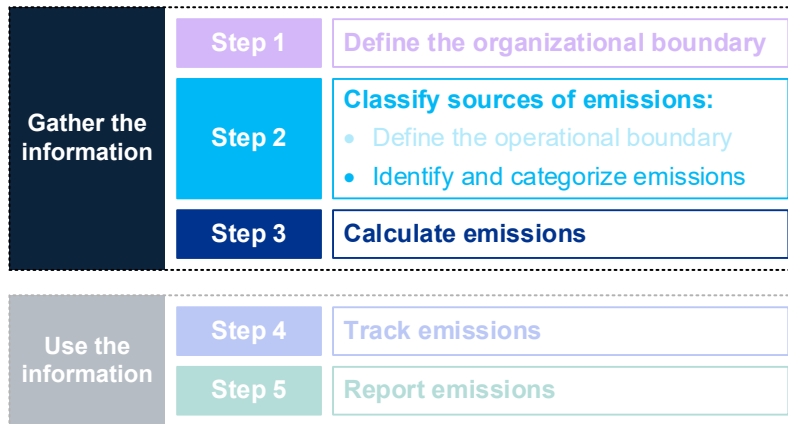 Gather the
information
Step 1
Define the organizational boundary
Step 2
Classify sources of emissions:
• Define the operational boundary
• Identify and categorize emissions
Step 3
Calculate emissions
Use the
information
Step 4
Track emissions
Step 5
Report emissions